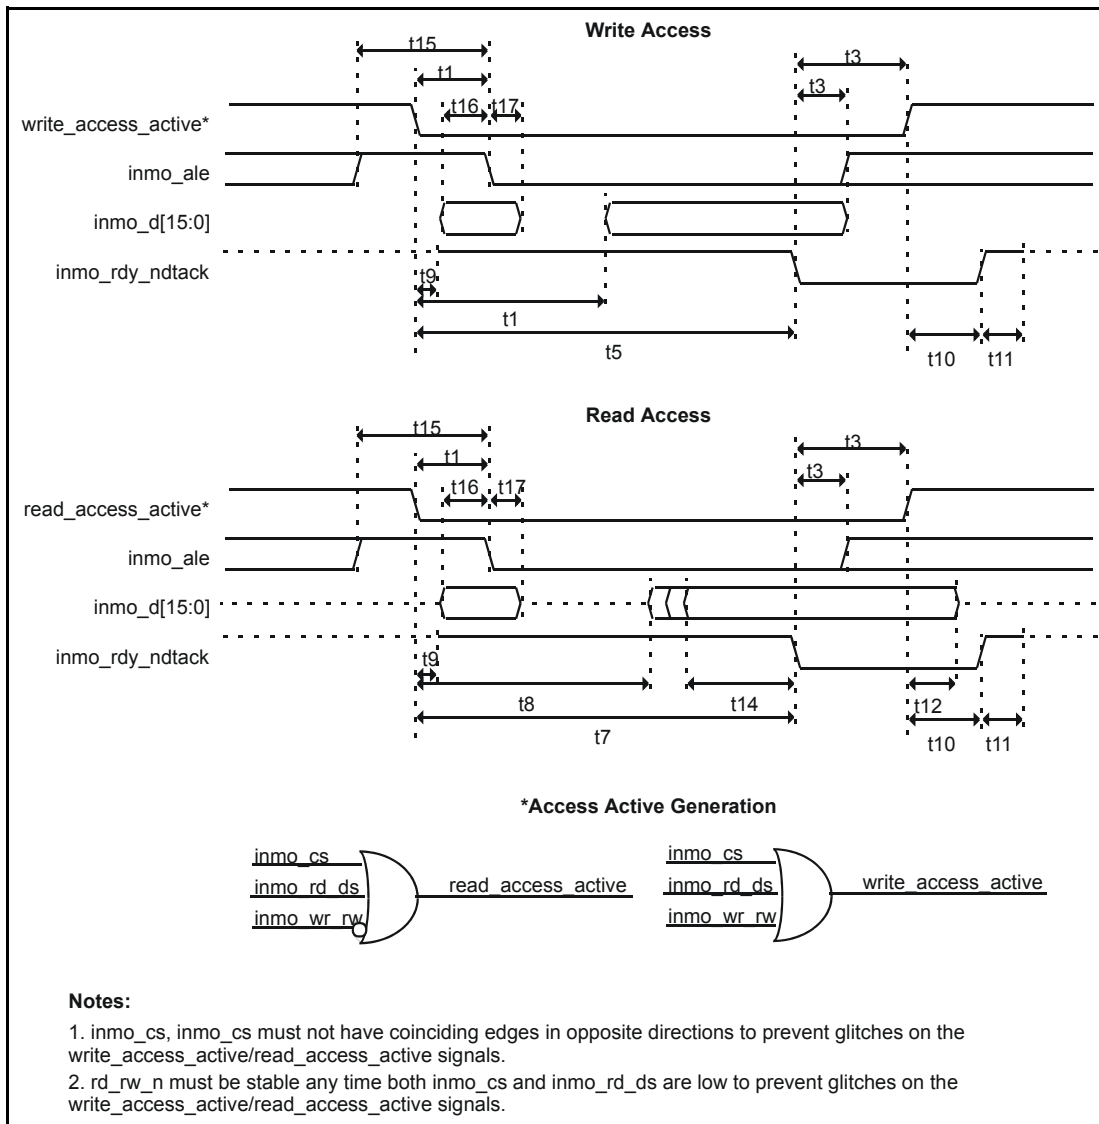 Write Access
t15
t3
t1
t3
t16
t17
write_access_active*
inmo_ale
inmo_d[15:0]
inmo_rdy_ndtack
t9
t1
t5
t10
t11
Read Access
t15
t3
t1
t3
t16
t17
read_access_active*
inmo_ale
inmo_d[15:0]
inmo_rdy_ndtack
t9
t8
t14
t12
t7
t10
t11
*Access Active Generation
inmo_cs
inmo_rd_ds
inmo_wr_rw
read_access_active
inmo_cs
inmo_rd_ds
inmo_wr_rw
write_access_active
Notes:
1. inmo_cs, inmo_cs must not have coinciding edges in opposite directions to prevent glitches on the
write_access_active/read_access_active signals.
2. rd_rw_n must be stable any time both inmo_cs and inmo_rd_ds are low to prevent glitches on the
write_access_active/read_access_active signals.